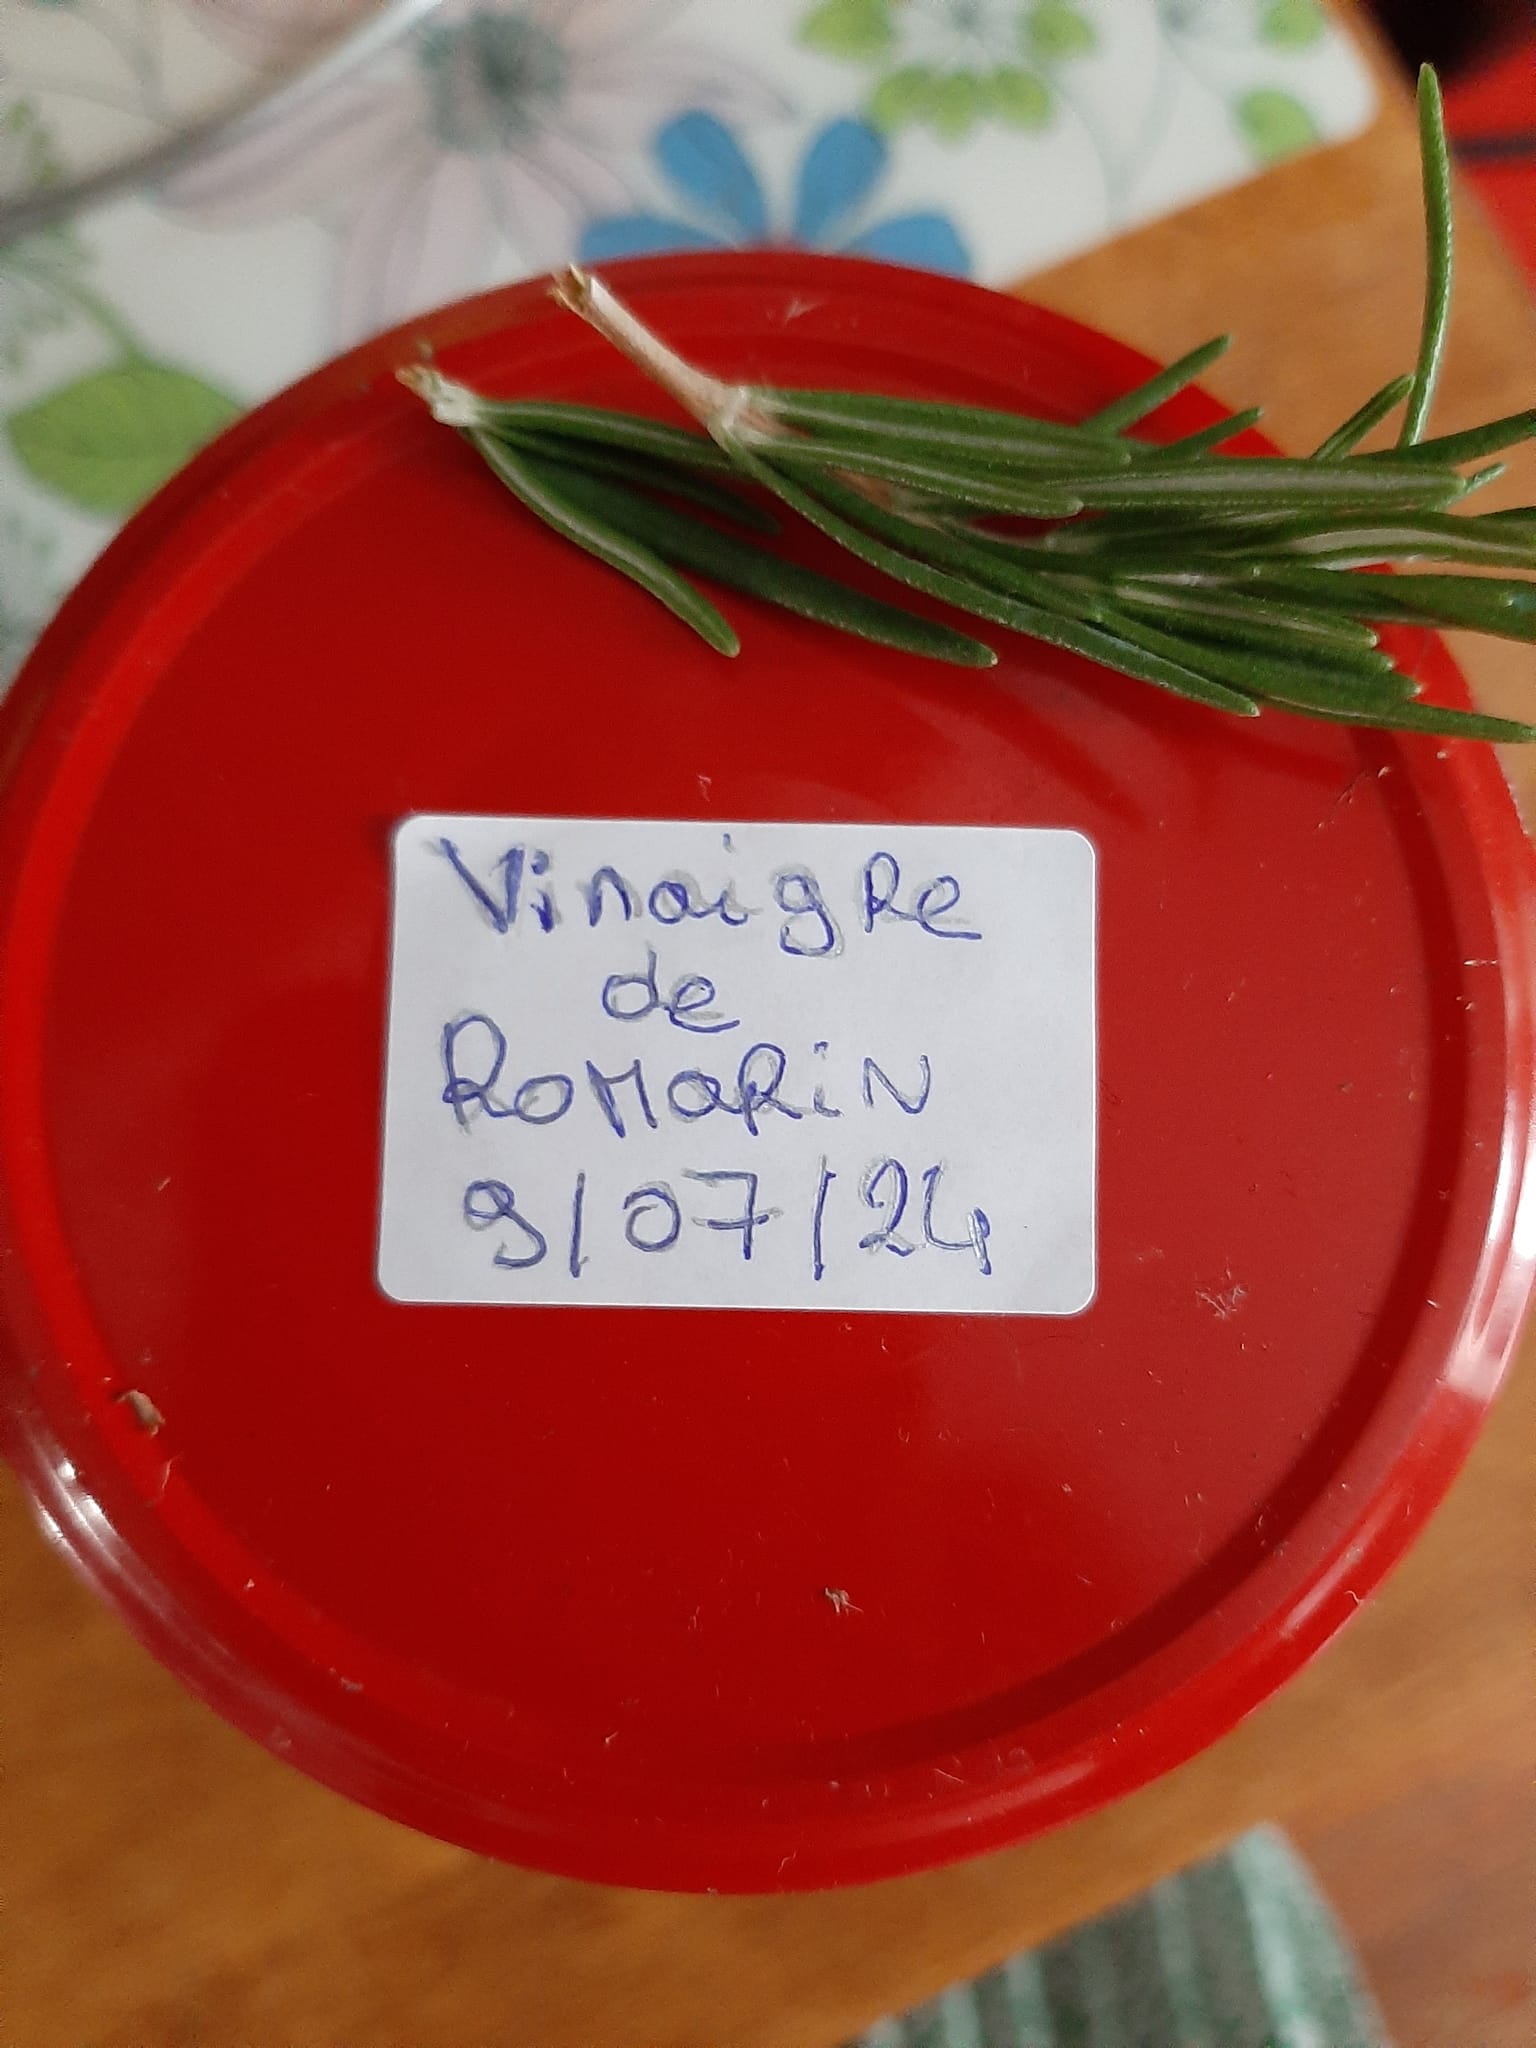 Vinaigre
de
ROMARIN
9/07/24